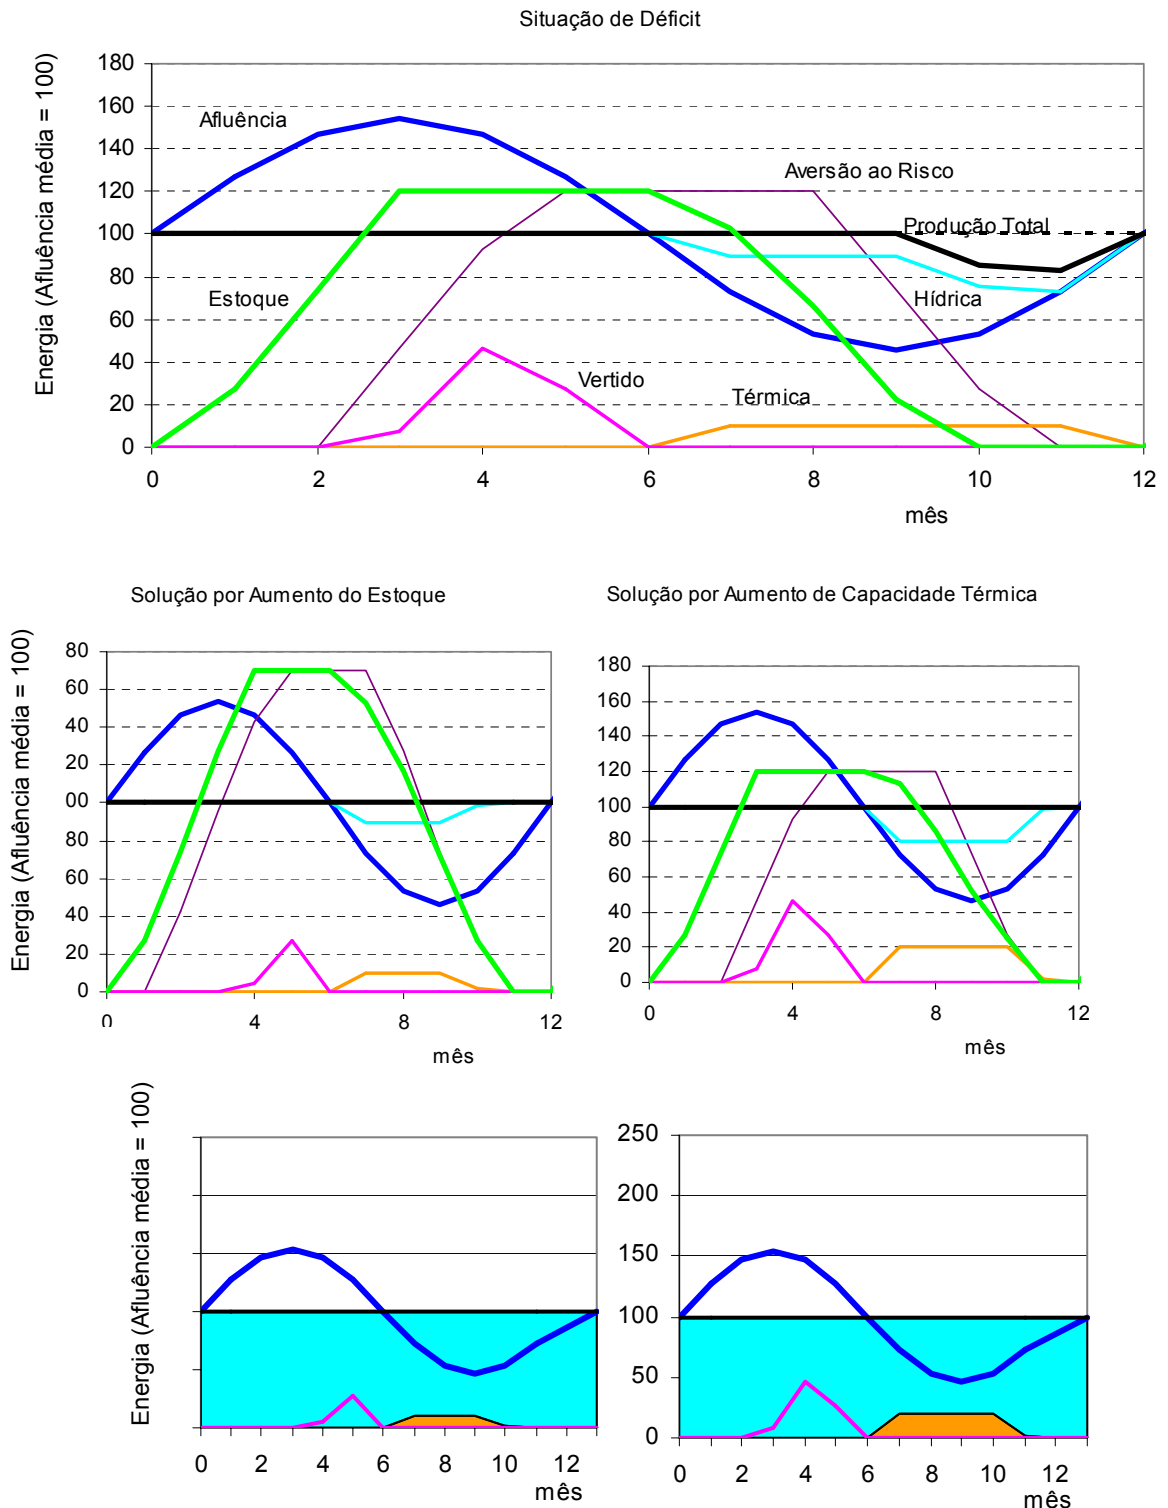 Situação de Déficit
Energia (Afluência média = 100)
180
160
140
120
100
80
60
40
20
0
Afluência
Aversão ao Risco
Produção Total
Estoque
Hídrica
Vertido
Térmica
0 2 4 6 8 10 12
mês
Solução por Aumento do Estoque
Energia (Afluência média = 100)
80
60
40
20
00
80
60
40
20
0
0 4 8 12
mês
Solução por Aumento de Capacidade Térmica
180
160
140
120
100
80
60
40
20
0
0 4 8 12
mês
Energia (Afluência média = 100)
0 2 4 6 8 10 12
mês
250
200
150
100
50
0
0 2 4 6 8 10 12
mês